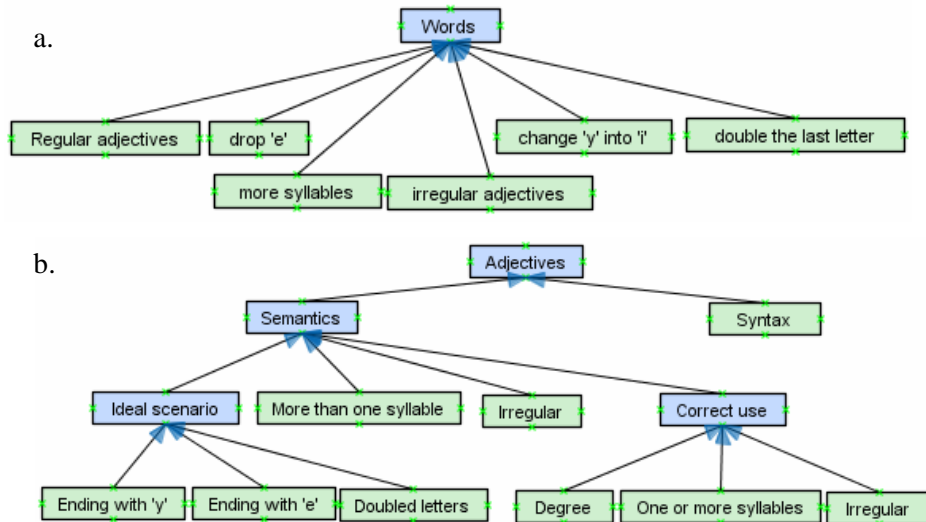 a.
Words
Regular adjectives
drop 'e'
change 'y' into 'i'
double the last letter
more syllables
irregular adjectives
b.
Adjectives
Semantics
Syntax
Ideal scenario
More than one syllable
Irregular
Correct use
Ending with 'y'
Ending with 'e'
Doubled letters
Degree
One or more syllables
Irregular